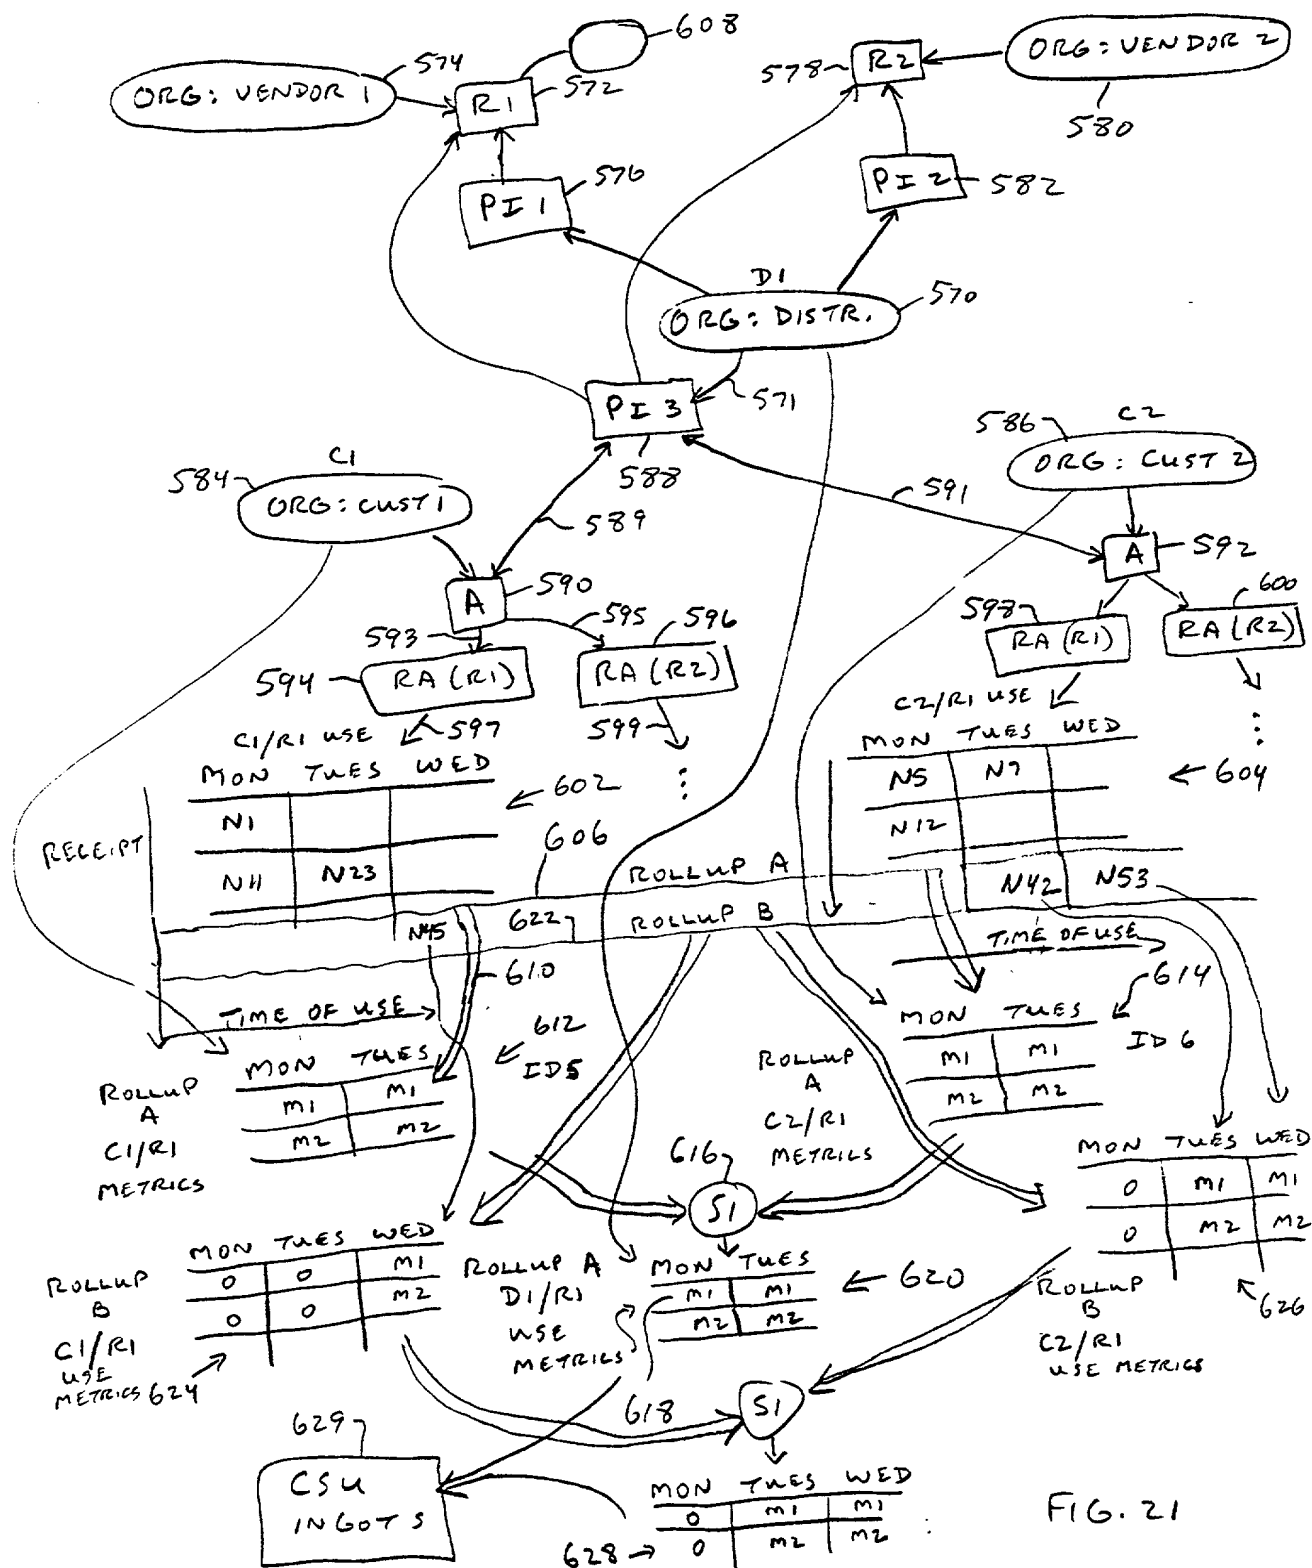 608
574
ORG: VENDOR 1
R1
572
578
R2
ORG: VENDOR 2
580
576
PI 1
PI 2
582
D1
ORG: DISTR.
570
571
PI 3
588
C1
584
ORG: CUST 1
589
586
C2
ORG: CUST 2
591
A
592
A
590
593
595
596
594
RA (R1)
RA (R2)
598
RA (R1)
600
RA (R2)
C1/R1 USE
597
599
C2/R1 USE
MON TUES WED
602
N1
N11 N23
N45
RECEIPT
606
MON TUES WED
N5 N7
604
N12
N42 N53
ROLLUP A
622
ROLLUP B
TIME OF USE
TIME OF USE
610
612
ID5
614
ID6
MON TUES
M1 M1
M2 M2
ROLLUP
A
C1/R1
METRICS
MON TUES
M1 M1
M2 M2
ROLLUP
A
C2/R1
METRICS
616
S1
MON TUES WED
0 0 M1
0 0 M2
ROLLUP
B
C1/R1
USE
METRICS 624
ROLLUP A
D1/R1
USE
METRICS
MON TUES
M1 M1
M2 M2
620
MON TUES WED
0 M1 M1
0 M2 M2
626
ROLLUP
B
C2/R1
USE METRICS
618
S1
629
CSU
INGOTS
MON TUES WED
0 M1 M1
0 M2 M2
628
FIG. 21